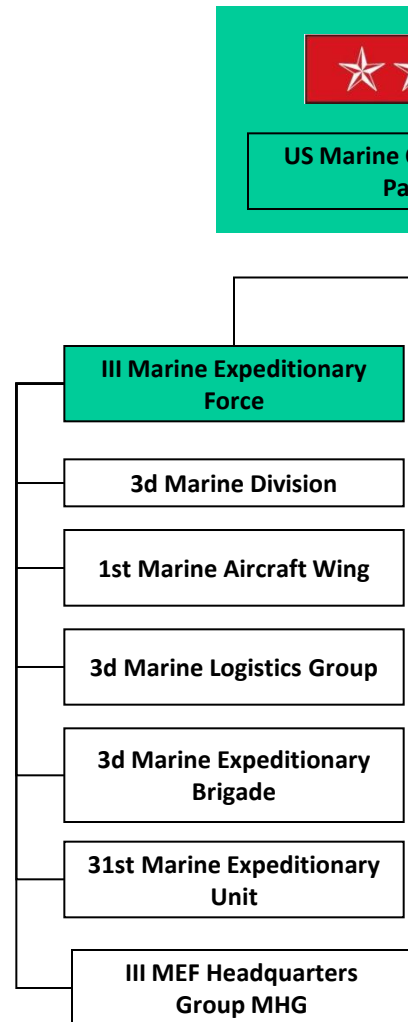 US Marine
Pa
III Marine Expeditionary
Force
3d Marine Division
1st Marine Aircraft Wing
3d Marine Logistics Group
3d Marine Expeditionary
Brigade
31st Marine Expeditionary
Unit
III MEF Headquarters
Group MHG